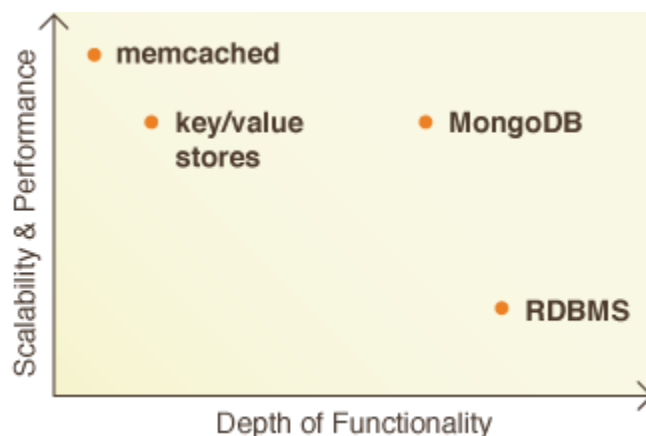 Scalability & Performance
memcached
key/value
stores
MongoDB
RDBMS
Depth of Functionality